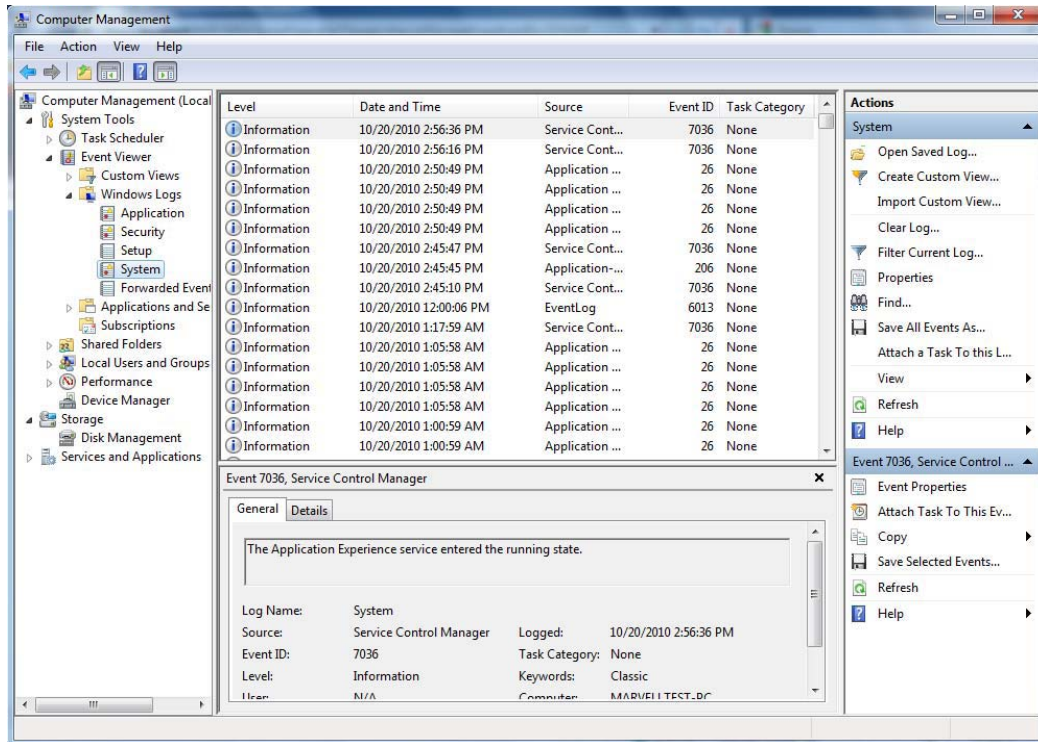 Computer Management
File Action View Help
Computer Management (Local
System Tools
Task Scheduler
Event Viewer
Custom Views
Windows Logs
Application
Security
Setup
System
Forwarded Event
Applications and Se
Subscriptions
Shared Folders
Local Users and Groups
Performance
Device Manager
Storage
Disk Management
Services and Applications
Level Date and Time Source Event ID Task Category
Information 10/20/2010 2:56:36 PM Service Cont... 7036 None
Information 10/20/2010 2:56:16 PM Service Cont... 7036 None
Information 10/20/2010 2:50:49 PM Application ... 26 None
Information 10/20/2010 2:50:49 PM Application ... 26 None
Information 10/20/2010 2:50:49 PM Application ... 26 None
Information 10/20/2010 2:50:49 PM Application ... 26 None
Information 10/20/2010 2:45:47 PM Service Cont... 7036 None
Information 10/20/2010 2:45:45 PM Application-... 206 None
Information 10/20/2010 2:45:10 PM Service Cont... 7036 None
Information 10/20/2010 12:00:06 PM EventLog 6013 None
Information 10/20/2010 1:17:59 AM Service Cont... 7036 None
Information 10/20/2010 1:05:58 AM Application ... 26 None
Information 10/20/2010 1:05:58 AM Application ... 26 None
Information 10/20/2010 1:05:58 AM Application ... 26 None
Information 10/20/2010 1:05:58 AM Application ... 26 None
Information 10/20/2010 1:00:59 AM Application ... 26 None
Information 10/20/2010 1:00:59 AM Application ... 26 None
Event 7036, Service Control Manager
General Details
The Application Experience service entered the running state.
Log Name: System
Source: Service Control Manager Logged: 10/20/2010 2:56:36 PM
Event ID: 7036 Task Category: None
Level: Information Keywords: Classic
User: N/A Computer: MARVELLTEST-PC
Actions
System
Open Saved Log...
Create Custom View...
Import Custom View...
Clear Log...
Filter Current Log...
Properties
Find...
Save All Events As...
Attach a Task To this L...
View
Refresh
Help
Event 7036, Service Control ...
Event Properties
Attach Task To This Ev...
Copy
Save Selected Events...
Refresh
Help